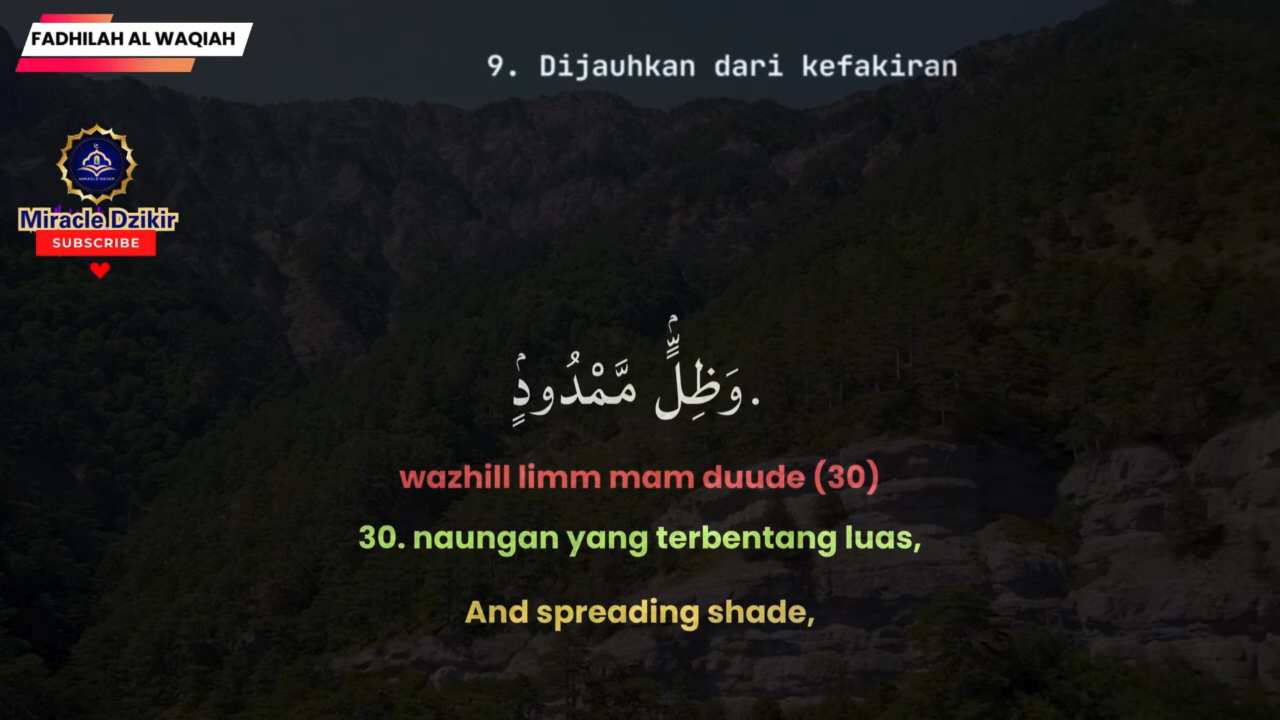 FADHILAH AL WAQIAH
9. Dijauhkan dari kefakiran
Miracle Dzikir
SUBSCRIBE
وَظِلٍّۢ مَّمْدُودٍۢ.
wazhill limm mam duude (30)
30. naungan yang terbentang luas,
And spreading shade,